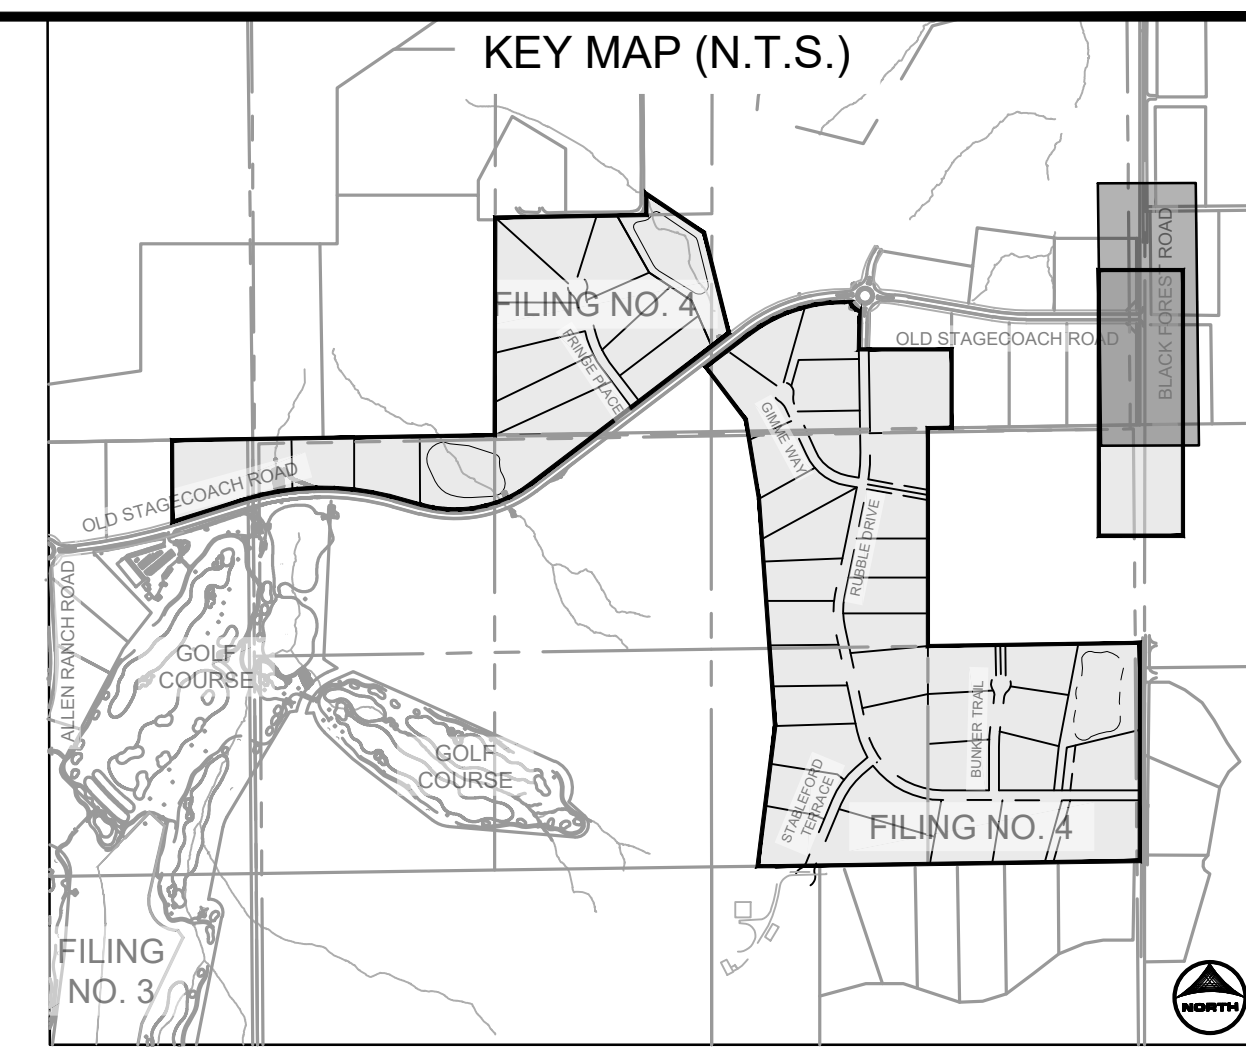 KEY MAP (N.T.S.)
BLACK FOREST ROAD
FILING NO. 4
OLD STAGECOACH ROAD
FRINGE PLACE
GIMME WAY
OLD STAGECOACH ROAD
RUBBLE DRIVE
ALLEN RANCH ROAD
GOLF
COURSE
GOLF
COURSE
BUNKER TRAIL
STABLEFORD
TERRACE
FILING NO. 4
FILING
NO. 3
NORTH